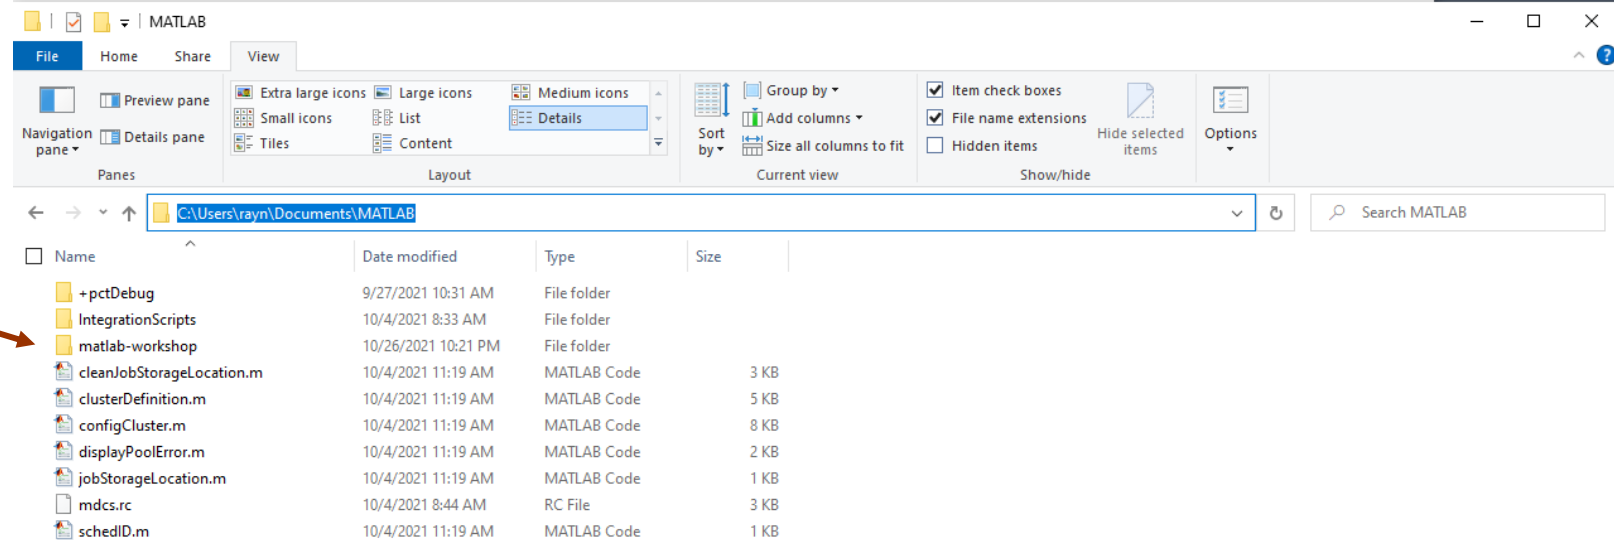 MATLAB
File Home Share View
Navigation pane
Preview pane
Details pane
Panes
Extra large icons Large icons Medium icons
Small icons List Details
Tiles Content
Layout
Sort by
Group by
Add columns
Size all columns to fit
Current view
Item check boxes
File name extensions
Hidden items
Hide selected items
Show/hide
Options
C:\Users\rayn\Documents\MATLAB
Search MATLAB
Name Date modified Type Size
+pctDebug 9/27/2021 10:31 AM File folder
IntegrationScripts 10/4/2021 8:33 AM File folder
matlab-workshop 10/26/2021 10:21 PM File folder
cleanJobStorageLocation.m 10/4/2021 11:19 AM MATLAB Code 3 KB
clusterDefinition.m 10/4/2021 11:19 AM MATLAB Code 5 KB
configCluster.m 10/4/2021 11:19 AM MATLAB Code 8 KB
displayPoolError.m 10/4/2021 11:19 AM MATLAB Code 2 KB
jobStorageLocation.m 10/4/2021 11:19 AM MATLAB Code 1 KB
mdcs.rc 10/4/2021 8:44 AM RC File 3 KB
schedID.m 10/4/2021 11:19 AM MATLAB Code 1 KB